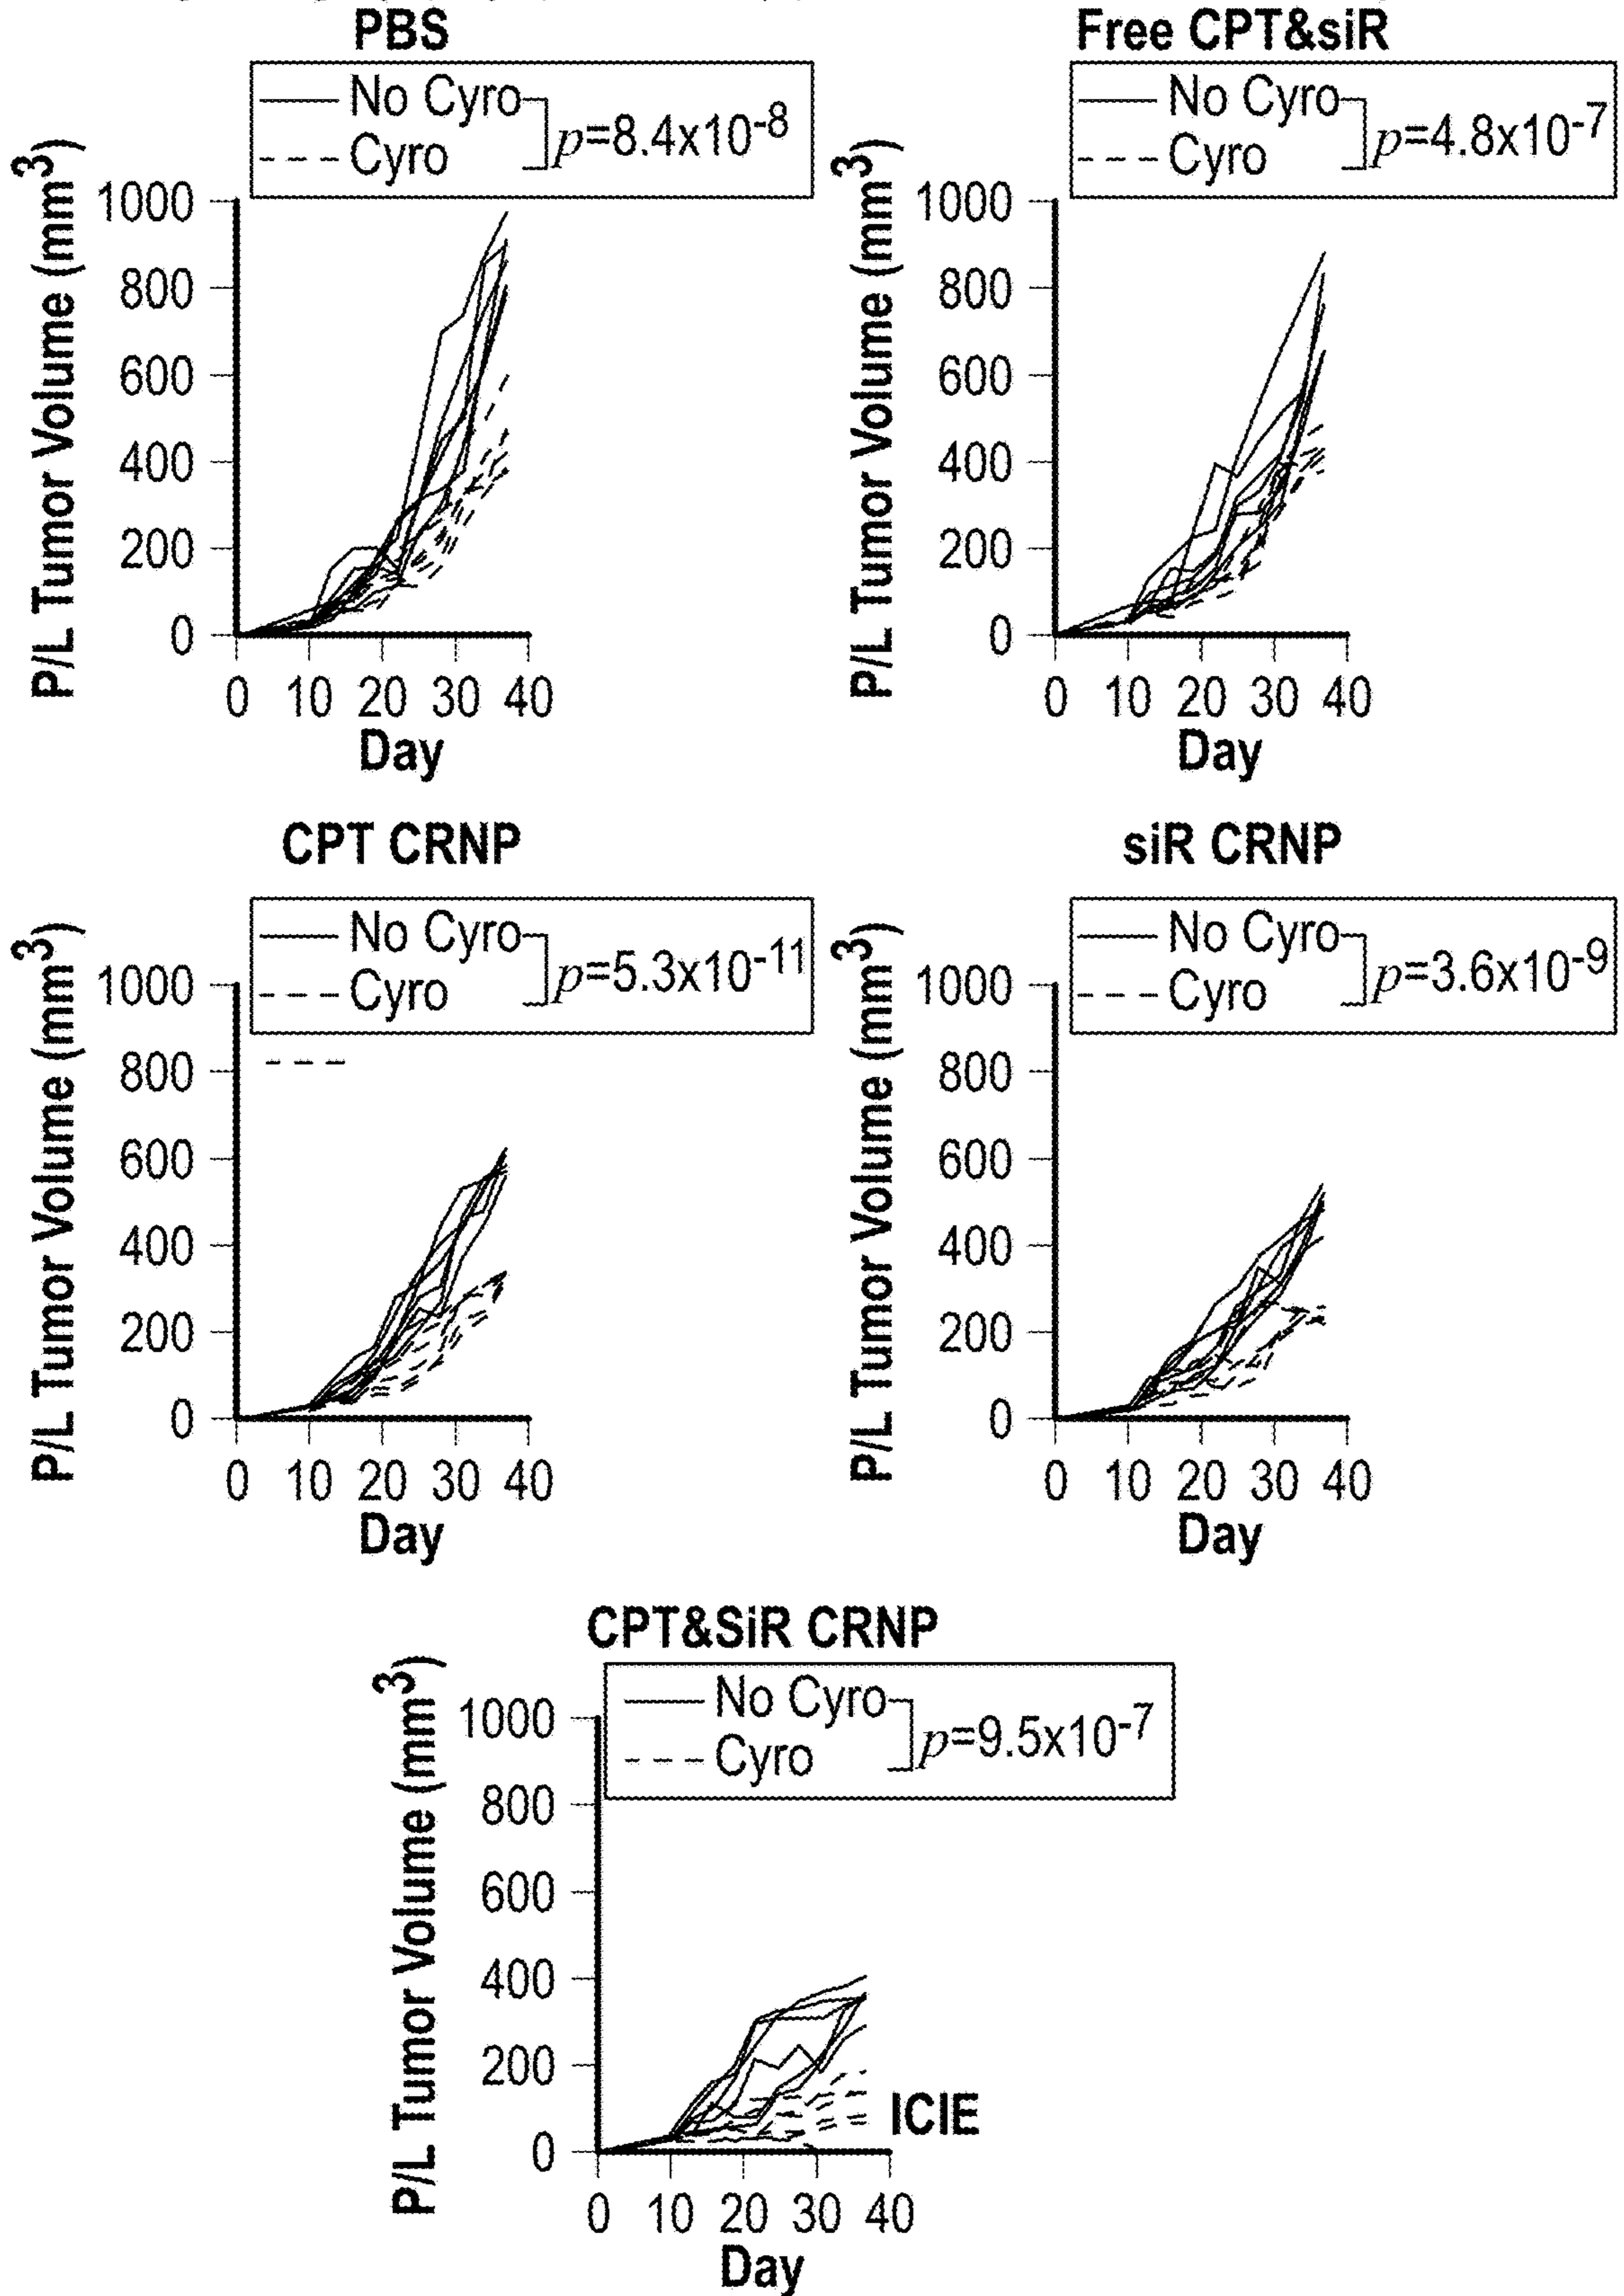 PBS
No Cyro
Cyro
p=8.4x10-8
P/L Tumor Volume (mm3)
1000
800
600
400
200
0
0 10 20 30 40
Day
Free CPT&siR
No Cyro
Cyro
p=4.8x10-7
P/L Tumor Volume (mm3)
1000
800
600
400
200
0
0 10 20 30 40
Day
CPT CRNP
No Cyro
Cyro
p=5.3x10-11
P/L Tumor Volume (mm3)
1000
800
600
400
200
0
0 10 20 30 40
Day
siR CRNP
No Cyro
Cyro
p=3.6x10-9
P/L Tumor Volume (mm3)
1000
800
600
400
200
0
0 10 20 30 40
Day
CPT&SiR CRNP
No Cyro
Cyro
p=9.5x10-7
P/L Tumor Volume (mm3)
1000
800
600
400
200
0
ICIE
0 10 20 30 40
Day